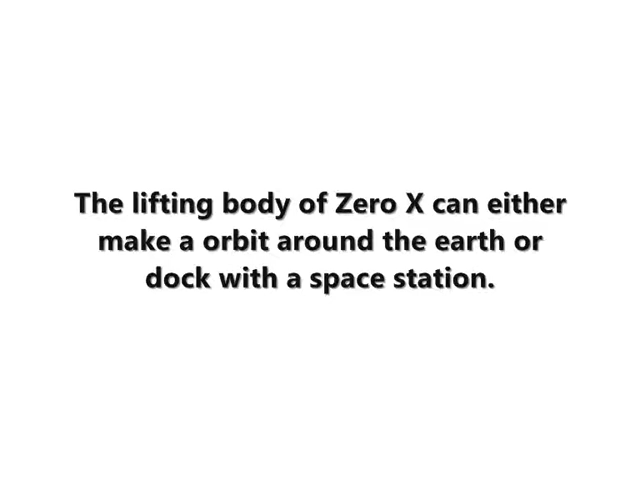 The lifting body of Zero X can either
make a orbit around the earth or
dock with a space station.